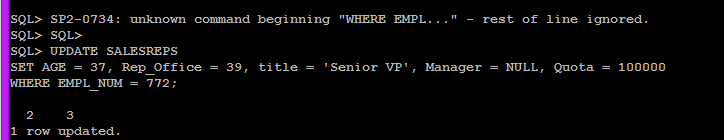 SQL> SP2-0734: unknown command beginning "WHERE EMPL..." - rest of line ignored.
SQL> SQL>
SQL> UPDATE SALESREPS
SET AGE = 37, Rep_Office = 39, title = 'Senior VP', Manager = NULL, Quota = 100000
WHERE EMPL_NUM = 772;
2 3
1 row updated.